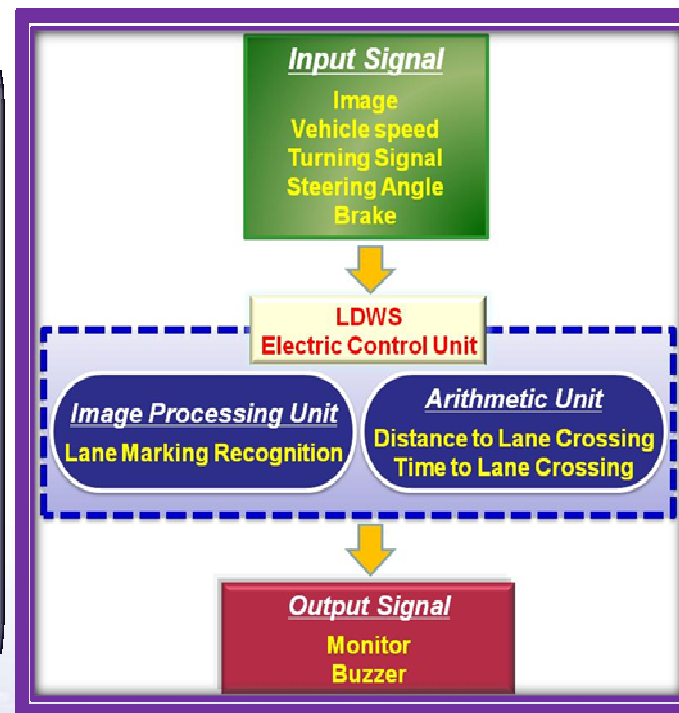 Input Signal
Image
Vehicle speed
Turning Signal
Steering Angle
Brake
LDWS
Electric Control Unit
Image Processing Unit
Lane Marking Recognition
Arithmetic Unit
Distance to Lane Crossing
Time to Lane Crossing
Output Signal
Monitor
Buzzer